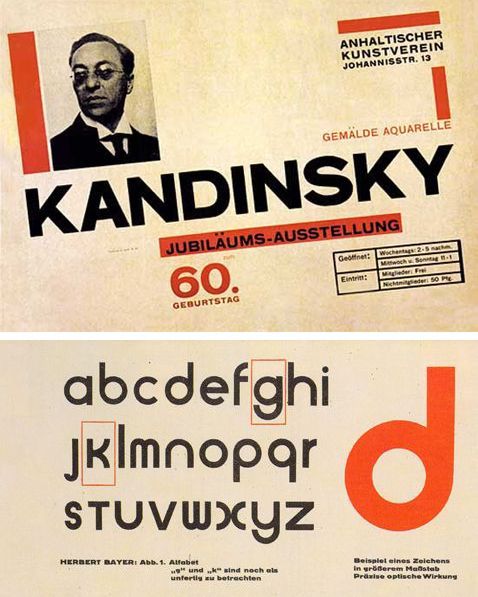 ANHALTISCHER
KUNSTVEREIN
JOHANNISSTR. 13
GEMÄLDE AQUARELLE
KANDINSKY
JUBILÄUMS-AUSSTELLUNG
zum
60.
GEBURTSTAG
Geöffnet: Wochentags: 2-5 nachm.
Mittwoch u. Sonntag 11-1
Eintritt: Mitglieder: Frei
Nichtmitglieder: 50 Pfg.
abcdefghi
jklmnopqr
stuvwxyz
d
HERBERT BAYER: Abb. 1. Alfabet
„g“ und „k“ sind noch als
unfertig zu betrachten
Beispiel eines Zeichens
in größerem Maßstab
Präzise optische Wirkung